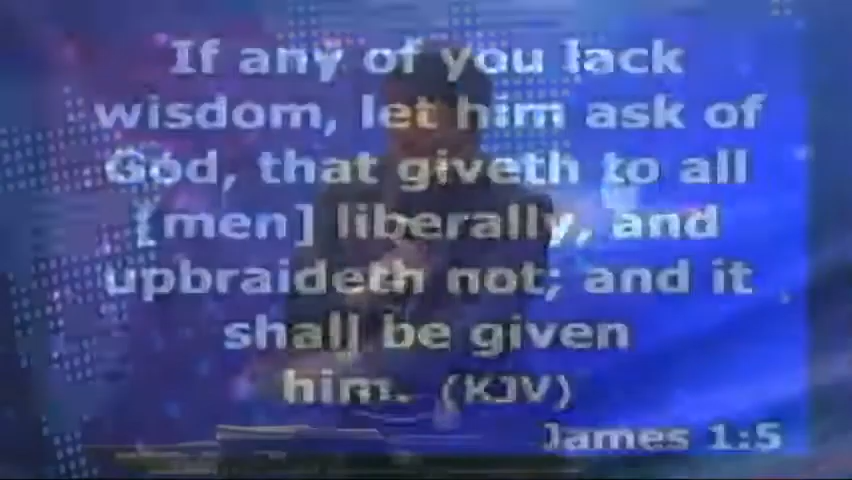 If any of you lack
wisdom, let him ask of
God, that giveth to all
[men] liberally, and
upbraideth not; and it
shall be given
him. (KJV)
James 1:5